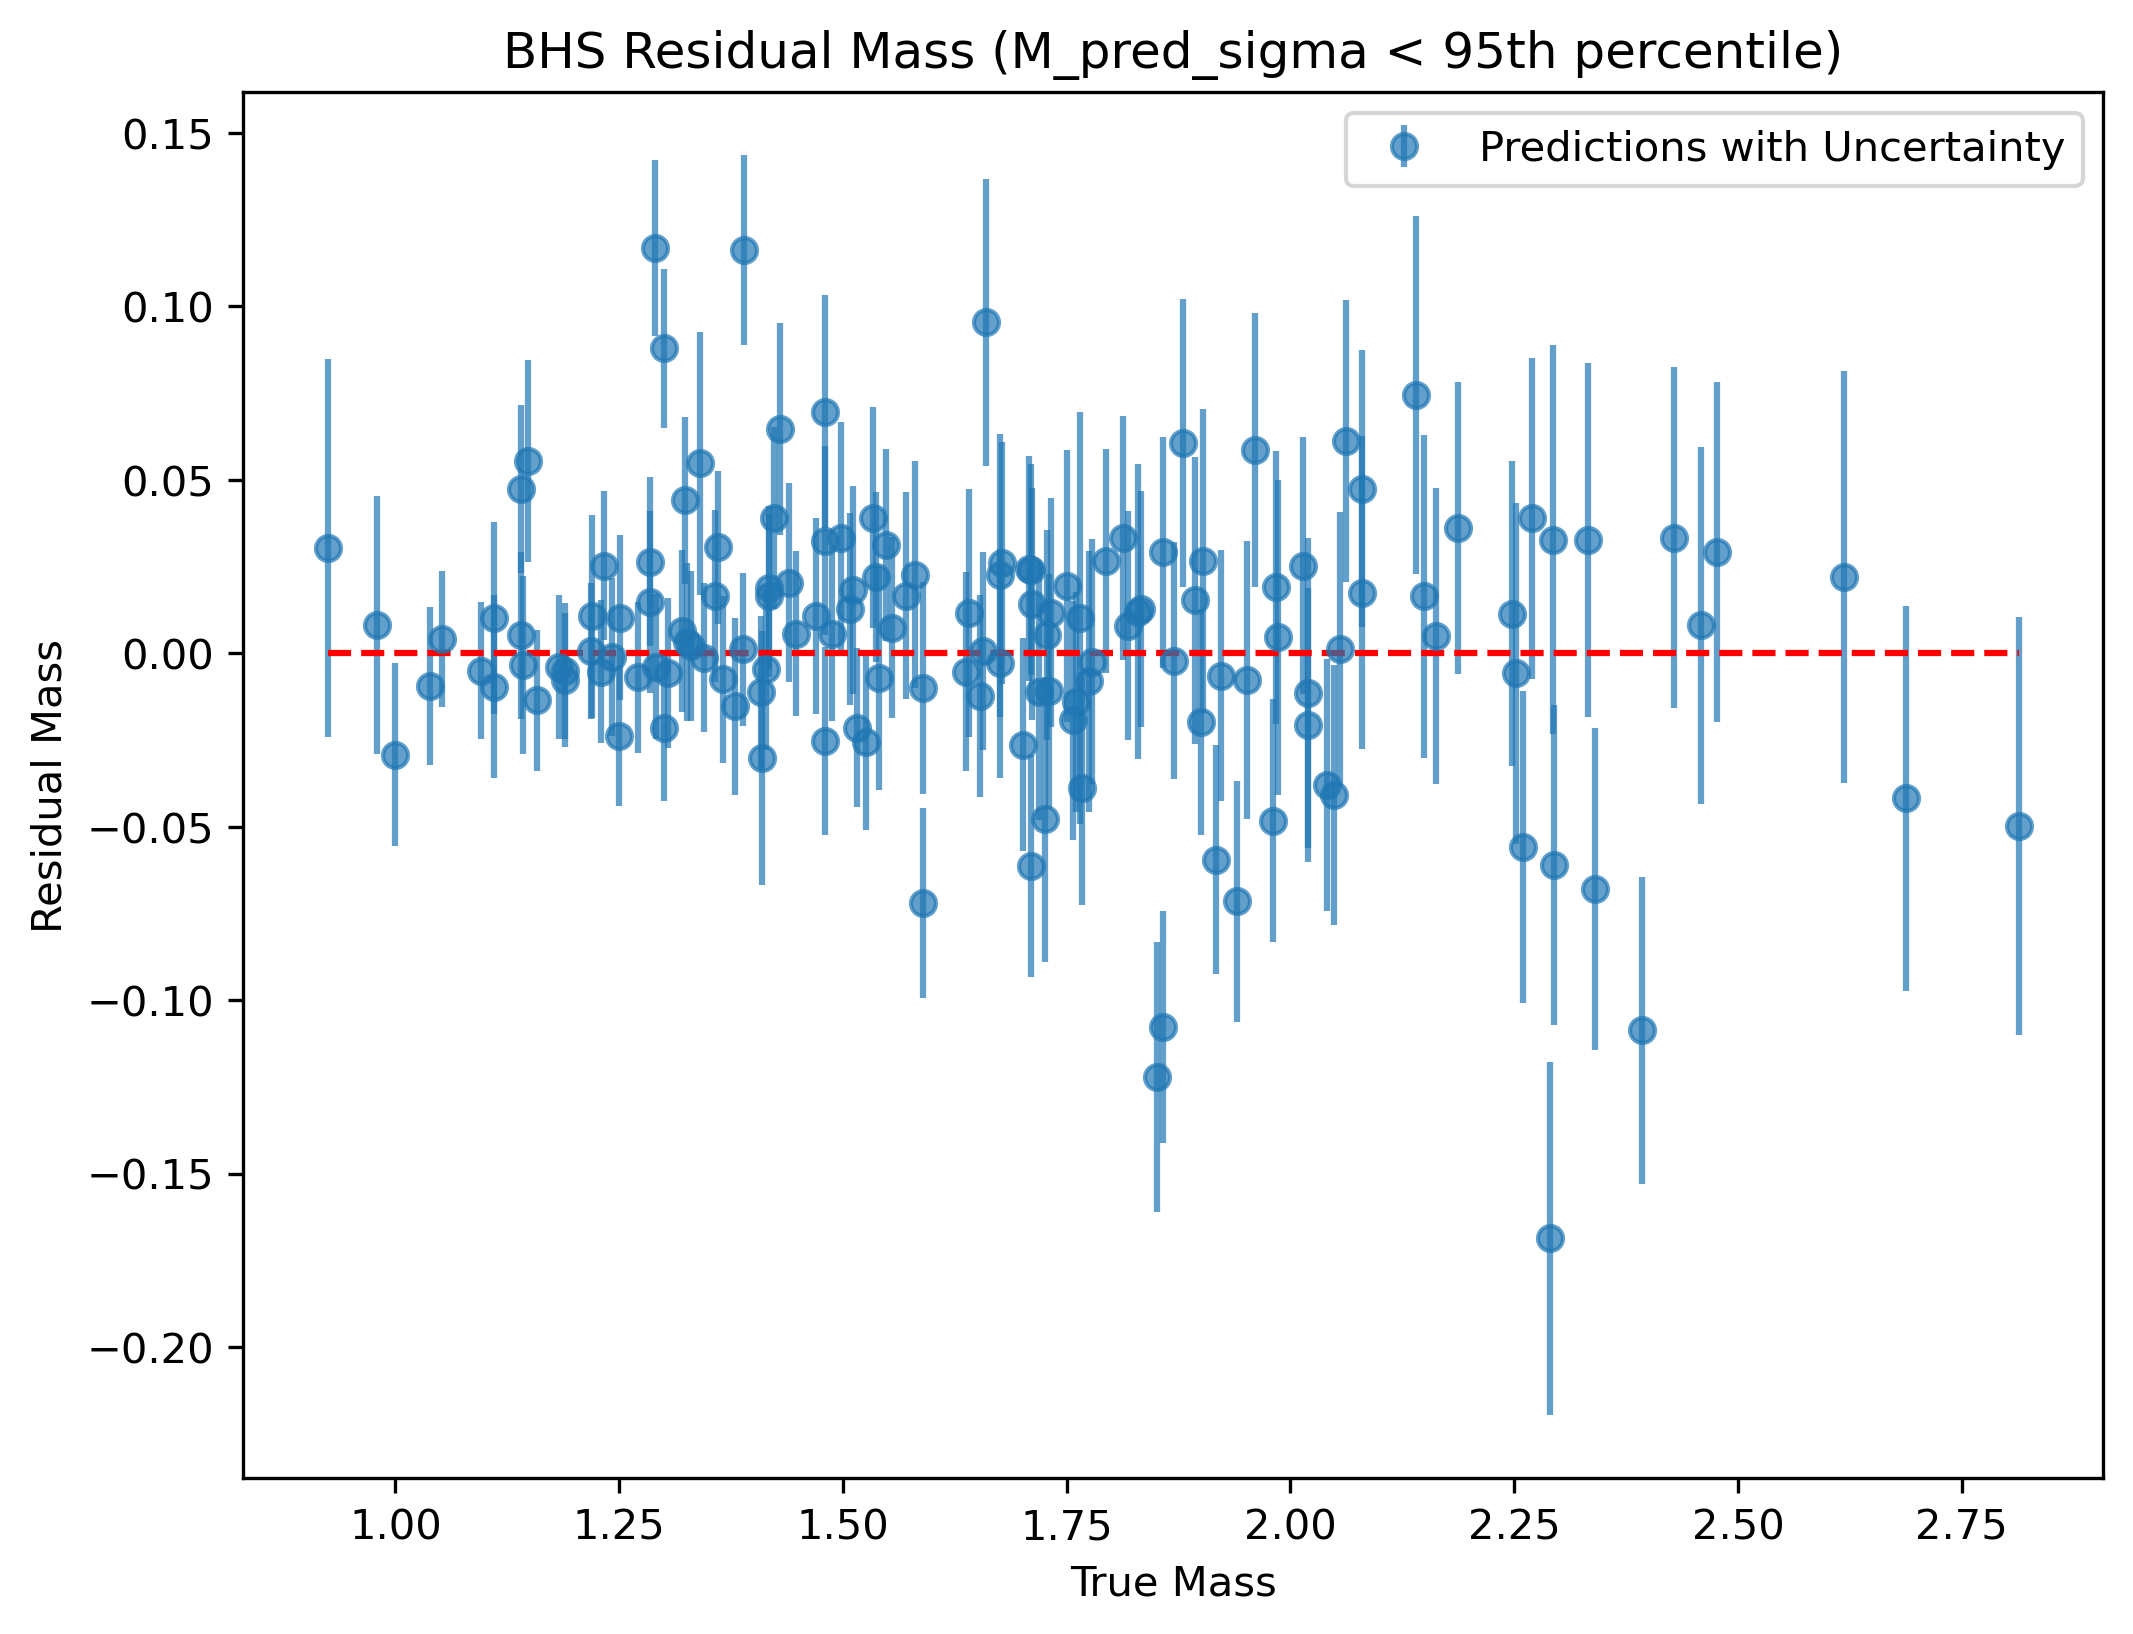 BHS Residual Mass (M_pred_sigma < 95th percentile)
Predictions with Uncertainty
0.15
0.10
0.05
0.00
−0.05
−0.10
−0.15
−0.20
Residual Mass
1.00 1.25 1.50 1.75 2.00 2.25 2.50 2.75
True Mass